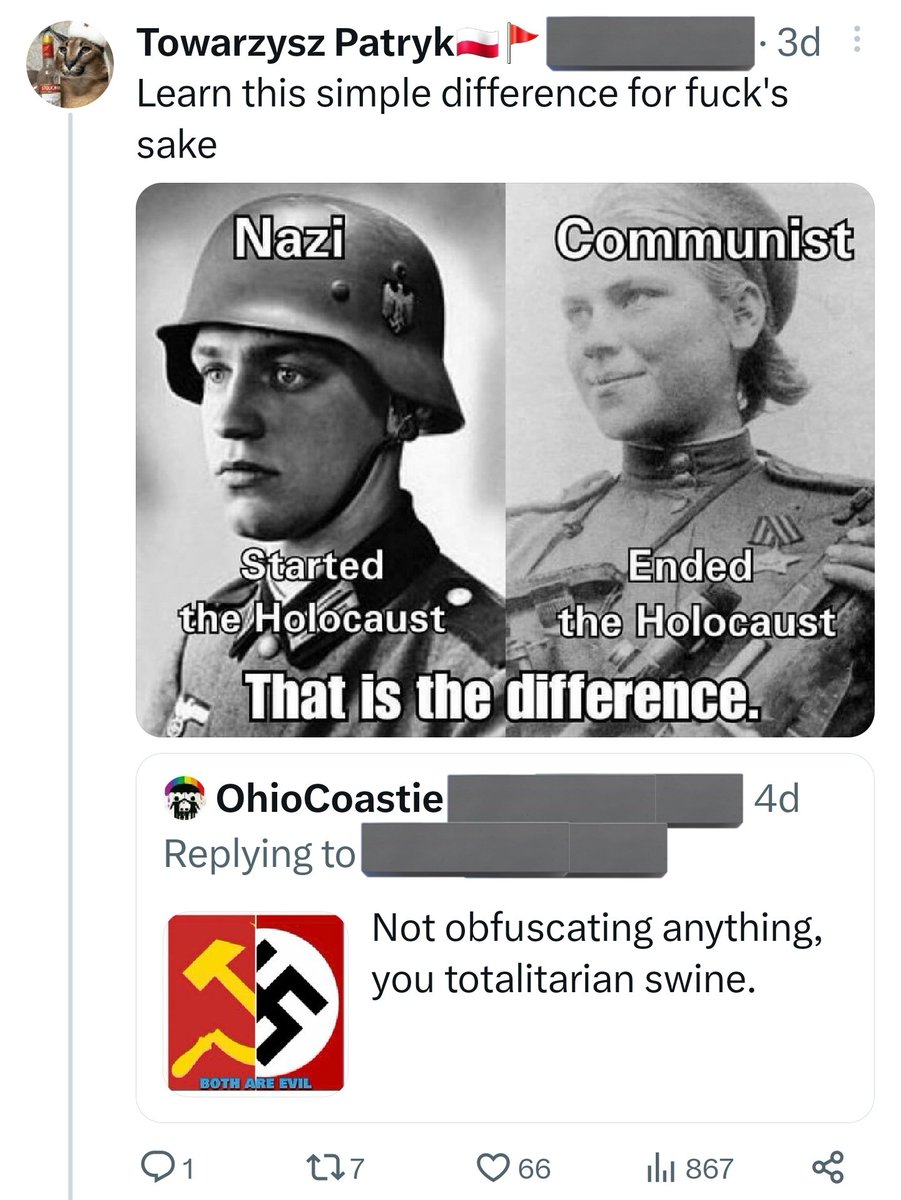 Towarzysz Patryk🇵🇱🚩 · 3d
Learn this simple difference for fuck's
sake
Nazi
Communist
Started
the Holocaust
Ended
the Holocaust
That is the difference.
OhioCoastie 4d
Replying to
Not obfuscating anything,
you totalitarian swine.
BOTH ARE EVIL
1 7 66 867